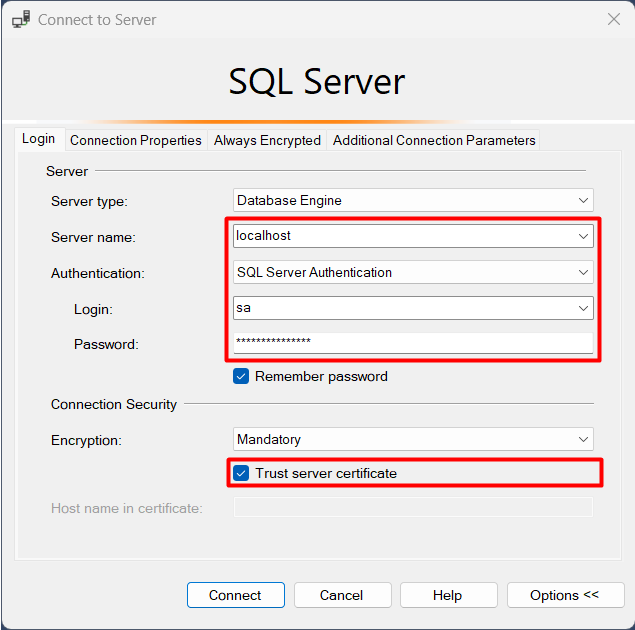 Connect to Server
SQL Server
Login Connection Properties Always Encrypted Additional Connection Parameters
Server
Server type: Database Engine
Server name: localhost
Authentication: SQL Server Authentication
Login: sa
Password: ***************
Remember password
Connection Security
Encryption: Mandatory
Trust server certificate
Host name in certificate:
Connect Cancel Help Options <<